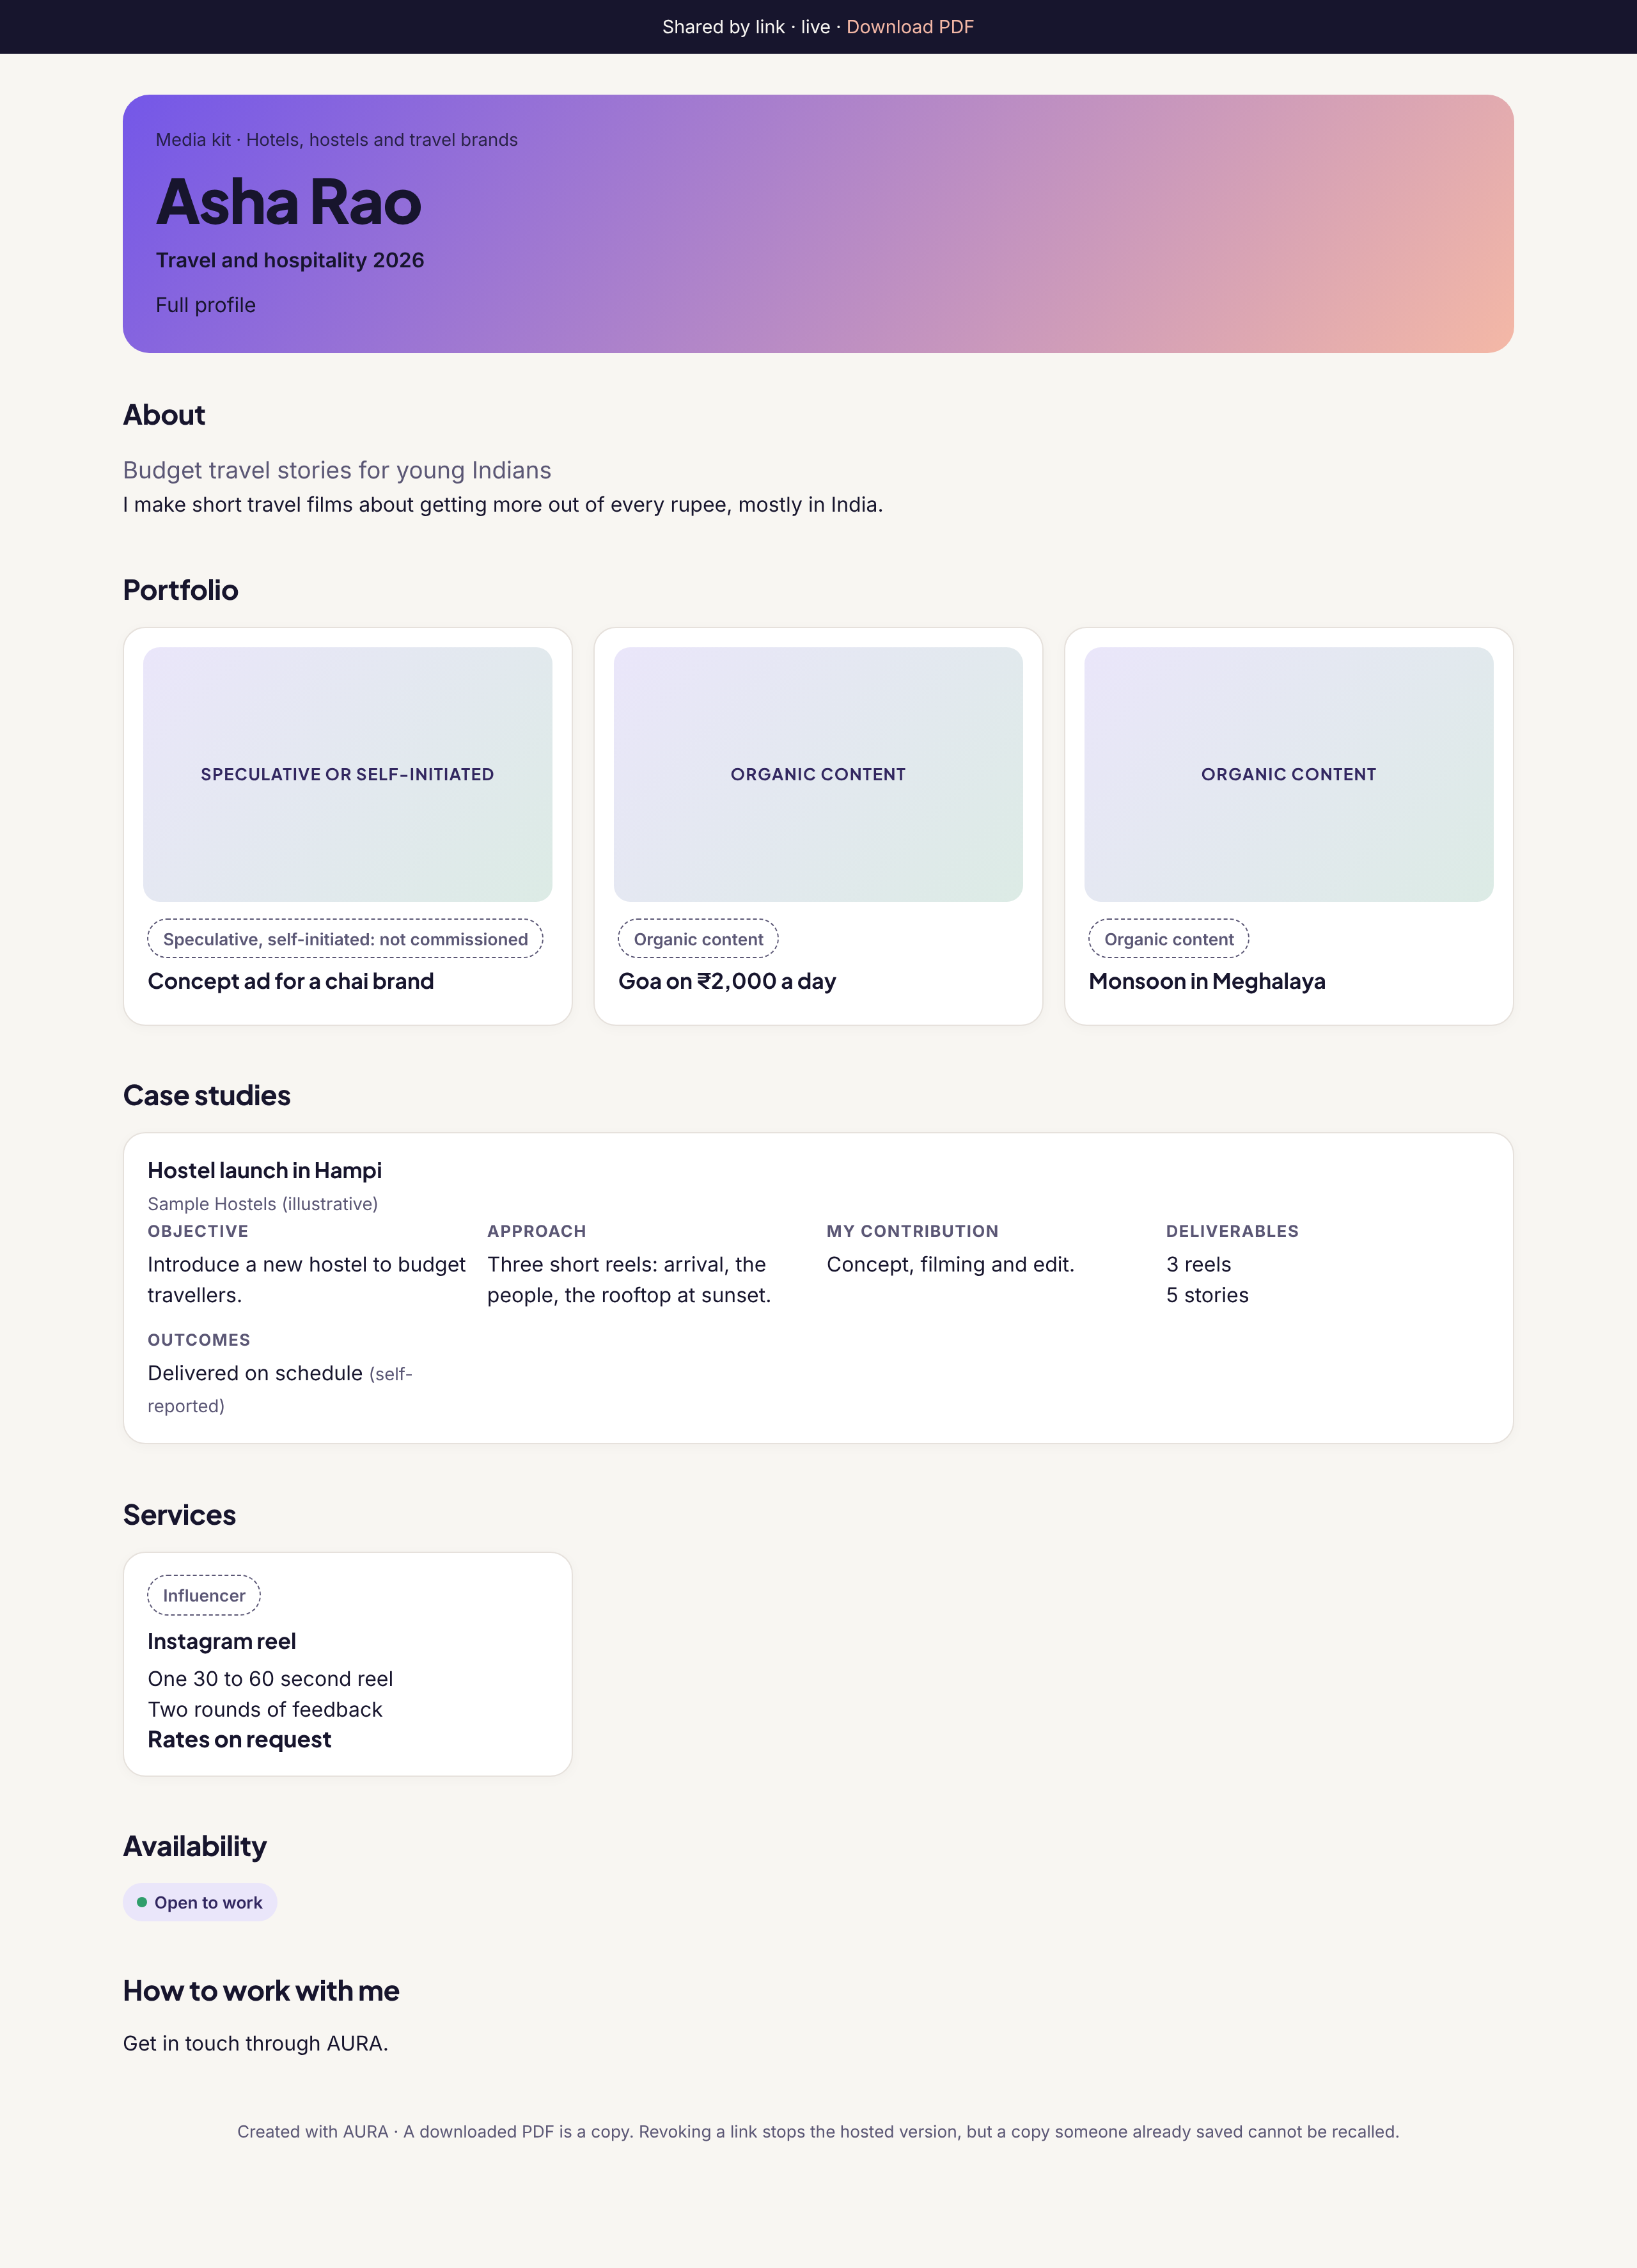 Shared by link · live · Download PDF
Media kit · Hotels, hostels and travel brands
Asha Rao
Travel and hospitality 2026
Full profile
About
Budget travel stories for young Indians
I make short travel films about getting more out of every rupee, mostly in India.
Portfolio
SPECULATIVE OR SELF-INITIATED
Speculative, self-initiated: not commissioned
Concept ad for a chai brand
ORGANIC CONTENT
Organic content
Goa on ₹2,000 a day
ORGANIC CONTENT
Organic content
Monsoon in Meghalaya
Case studies
Hostel launch in Hampi
Sample Hostels (illustrative)
OBJECTIVE
Introduce a new hostel to budget
travellers.
APPROACH
Three short reels: arrival, the
people, the rooftop at sunset.
MY CONTRIBUTION
Concept, filming and edit.
DELIVERABLES
3 reels
5 stories
OUTCOMES
Delivered on schedule (self-
reported)
Services
Influencer
Instagram reel
One 30 to 60 second reel
Two rounds of feedback
Rates on request
Availability
Open to work
How to work with me
Get in touch through AURA.
Created with AURA · A downloaded PDF is a copy. Revoking a link stops the hosted version, but a copy someone already saved cannot be recalled.